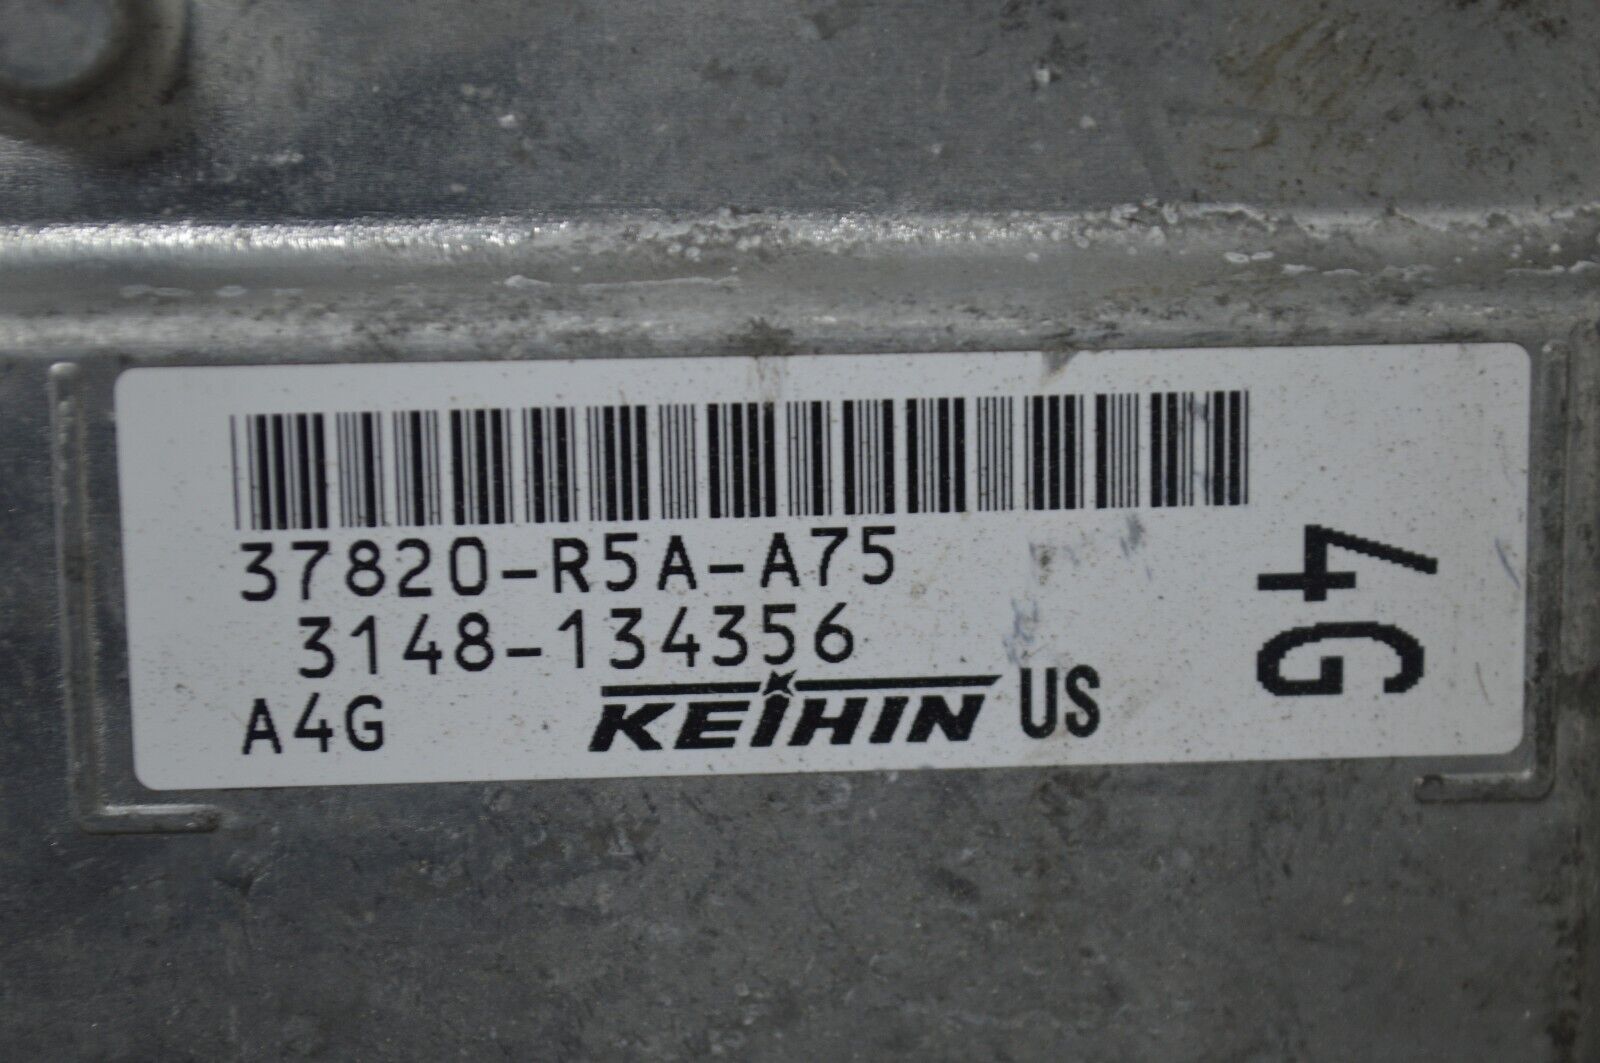 37820-R5A-A75
3148-134356
A4G KEIHIN US
4G